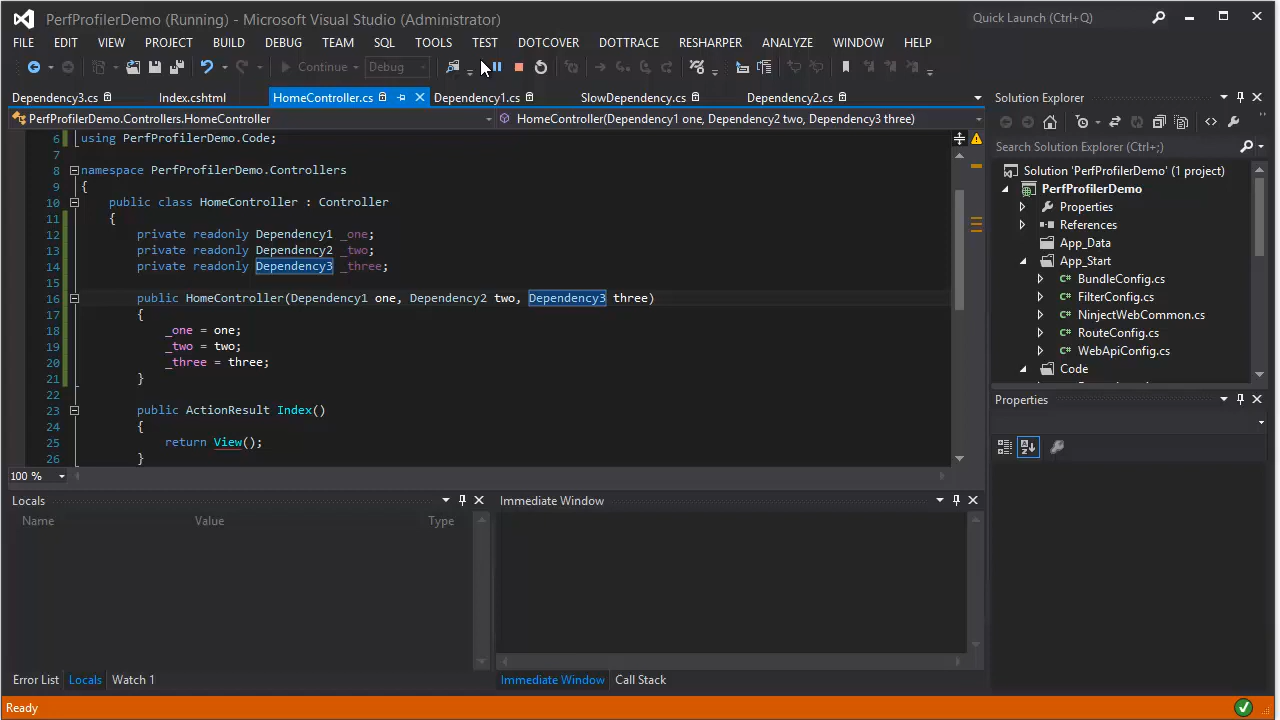 PerfProfilerDemo (Running) - Microsoft Visual Studio (Administrator)
Quick Launch (Ctrl+Q)
FILE EDIT VIEW PROJECT BUILD DEBUG TEAM SQL TOOLS TEST DOTCOVER DOTTRACE RESHARPER ANALYZE WINDOW HELP
Continue Debug
Dependency3.cs Index.cshtml HomeController.cs Dependency1.cs SlowDependency.cs Dependency2.cs
PerfProfilerDemo.Controllers.HomeController
HomeController(Dependency1 one, Dependency2 two, Dependency3 three)
6 using PerfProfilerDemo.Code;
7
8 namespace PerfProfilerDemo.Controllers
9 {
10 public class HomeController : Controller
11 {
12 private readonly Dependency1 _one;
13 private readonly Dependency2 _two;
14 private readonly Dependency3 _three;
15
16 public HomeController(Dependency1 one, Dependency2 two, Dependency3 three)
17 {
18 _one = one;
19 _two = two;
20 _three = three;
21 }
22
23 public ActionResult Index()
24 {
25 return View();
26 }
100 %
Solution Explorer
Search Solution Explorer (Ctrl+;)
Solution 'PerfProfilerDemo' (1 project)
PerfProfilerDemo
Properties
References
App_Data
App_Start
C# BundleConfig.cs
C# FilterConfig.cs
C# NinjectWebCommon.cs
C# RouteConfig.cs
C# WebApiConfig.cs
Code
Properties
Locals
Name Value Type
Immediate Window
Error List Locals Watch 1
Immediate Window Call Stack
Ready